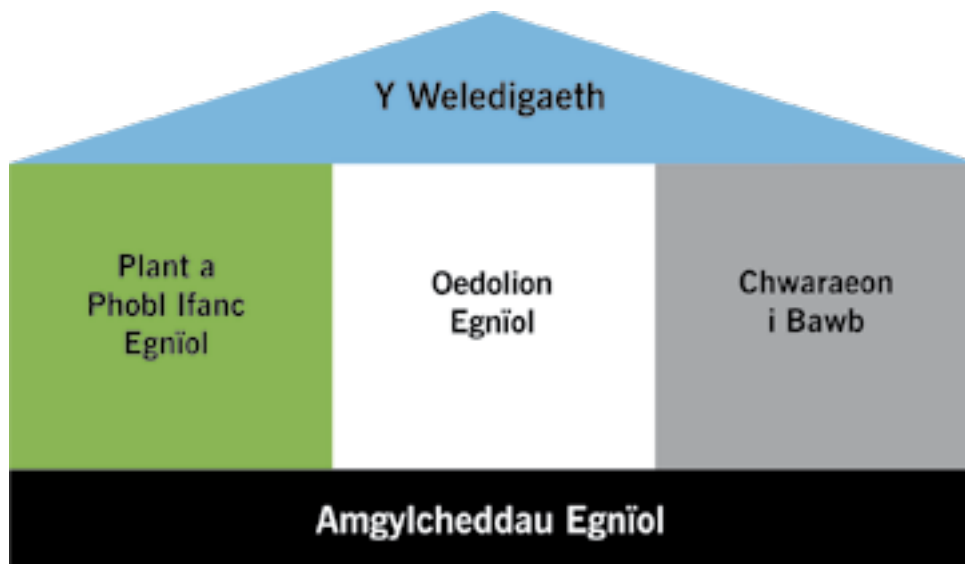 Y Weledigaeth
Plant a
Phobl Ifanc
Egnïol
Oedolion
Egnïol
Chwaraeon
i Bawb
Amgylcheddau Egnïol